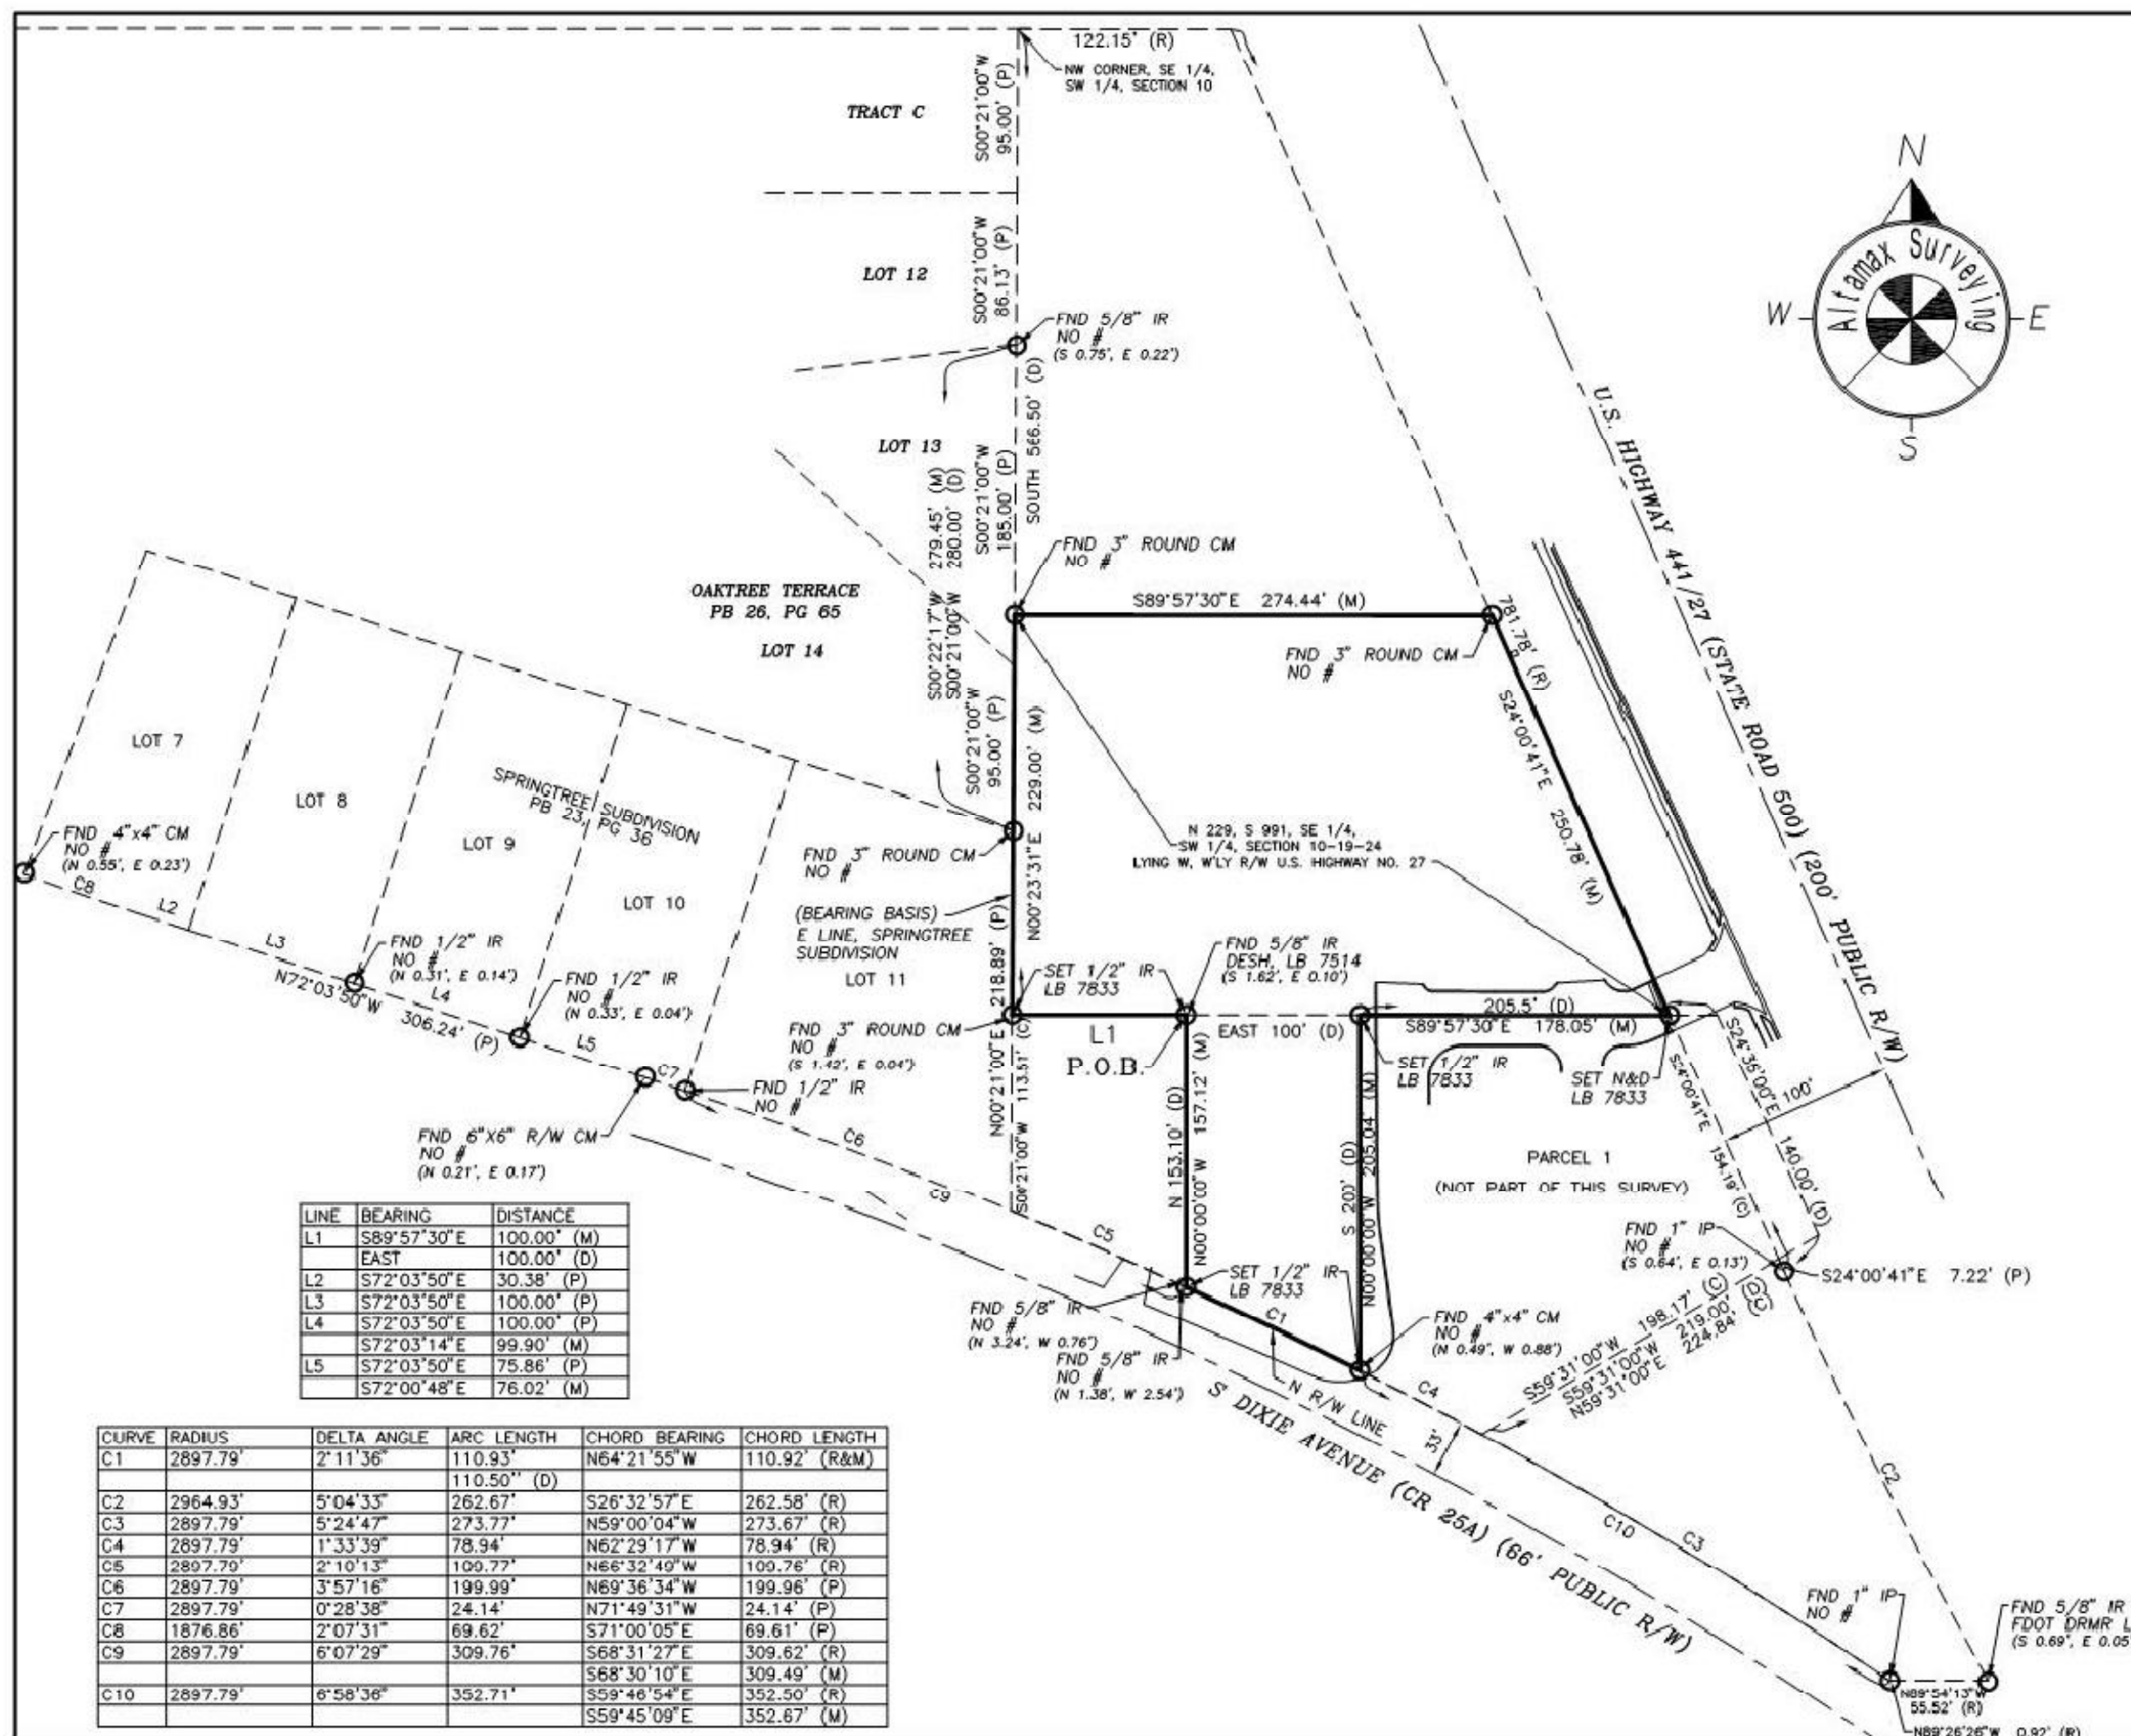 122.15' (R)
NW CORNER, SE 1/4,
SW 1/4, SECTION 10
S00°21'00"W
95.00' (P)
TRACT C
S00°21'00"W
86.13' (P)
LOT 12
FND 5/8" IR
NO #
(S 0.75', E 0.22')
N
W
E
S
Altamax Surveying
U.S. HIGHWAY 441/27 (STATE ROAD 500) (200' PUBLIC R/W)
LOT 13
SOUTH 566.50' (D)
S00°21'00"W
185.00' (P)
S00°22'17"W 279.45' (M)
S00°21'00"W 280.00' (D)
FND 3" ROUND CM
NO #
S89°57'30"E 274.44' (M)
FND 3" ROUND CM
NO #
781.78' (R)
S24°00'41"E 250.78' (M)
OAKTREE TERRACE
PB 26, PG 65
LOT 14
S00°21'00"W
95.00' (P)
N00°23'31"E 229.00' (M)
N 229, S 991, SE 1/4,
SW 1/4, SECTION 10-19-24
LYING W, W'LY R/W U.S. HIGHWAY NO. 27
LOT 7
LOT 8
SPRINGTREE SUBDIVISION
PB 23, PG 36
LOT 9
LOT 10
FND 4"x4" CM
NO #
(N 0.55', E 0.23')
C8
L2
L3
FND 1/2" IR
NO #
(N 0.31', E 0.14')
N72°03'50"W 306.24' (P)
L4
FND 1/2" IR
NO #
(N 0.33', E 0.04')
L5
C7
FND 3" ROUND CM
NO #
(BEARING BASIS)
E LINE, SPRINGTREE
SUBDIVISION
LOT 11
N00°21'00"E 218.89' (P)
SET 1/2" IR
LB 7833
FND 5/8" IR
DESH, LB 7514
(S 1.62', E 0.10')
FND 3" ROUND CM
NO #
(S 1.42', E 0.04')
L1
P.O.B.
EAST 100' (D)
205.5' (D)
S89°57'30"E 178.05' (M)
SET 1/2" IR
LB 7833
SET N&D
LB 7833
S24°36'00"E 140.00' (D)
S24°00'41"E 154.19' (C)
100'
FND 1/2" IR
NO #
FND 6"X6" R/W CM
NO #
(N 0.21', E 0.17')
C6
C9
S00°21'00"W 113.51' (C)
N 153.10' (D)
N00°00'00"W 157.12' (M)
S 200' (D)
N00°00'00"W 205.04' (M)
PARCEL 1
(NOT PART OF THIS SURVEY)
FND 1" IP
NO #
(S 0.64', E 0.13')
S24°00'41"E 7.22' (P)
C5
SET 1/2" IR
LB 7833
FND 5/8" IR
NO #
(N 3.24', W 0.76')
FND 5/8" IR
NO #
(N 1.38', W 2.54')
C1
FND 4"x4" CM
NO #
(N 0.49', W 0.88')
S59°31'00"W 198.17' (C)
S59°31'00"W 219.00' (D)
N59°31'00"E 224.84' (C)
N R/W LINE
C4
33'
S DIXIE AVENUE (CR 25A) (66' PUBLIC R/W)
C10
C3
C2
FND 1" IP
NO #
FND 5/8" IR
FDOT DRMR L
(S 0.69', E 0.05
N89°54'13"W
55.52' (R)
N89°26'26"W 0.92' (R)
LINE BEARING DISTANCE
L1 S89°57'30"E 100.00' (M)
EAST 100.00' (D)
L2 S72°03'50"E 30.38' (P)
L3 S72°03'50"E 100.00' (P)
L4 S72°03'50"E 100.00' (P)
S72°03'14"E 99.90' (M)
L5 S72°03'50"E 75.86' (P)
S72°00'48"E 76.02' (M)
CURVE RADIUS DELTA ANGLE ARC LENGTH CHORD BEARING CHORD LENGTH
C1 2897.79' 2°11'36" 110.93' N64°21'55"W 110.92' (R&M)
110.50' (D)
C2 2964.93' 5°04'33" 262.67' S26°32'57"E 262.58' (R)
C3 2897.79' 5°24'47" 273.77' N59°00'04"W 273.67' (R)
C4 2897.79' 1°33'39" 78.94' N62°29'17"W 78.94' (R)
C5 2897.79' 2°10'13" 109.77' N66°32'49"W 109.76' (R)
C6 2897.79' 3°57'16" 199.99' N69°36'34"W 199.96' (P)
C7 2897.79' 0°28'38" 24.14' N71°49'31"W 24.14' (P)
C8 1876.86' 2°07'31" 69.62' S71°00'05"E 69.61' (P)
C9 2897.79' 6°07'29" 309.76' S68°31'27"E 309.62' (R)
S68°30'10"E 309.49' (M)
C10 2897.79' 6°58'36" 352.71' S59°46'54"E 352.50' (R)
S59°45'09"E 352.67' (M)